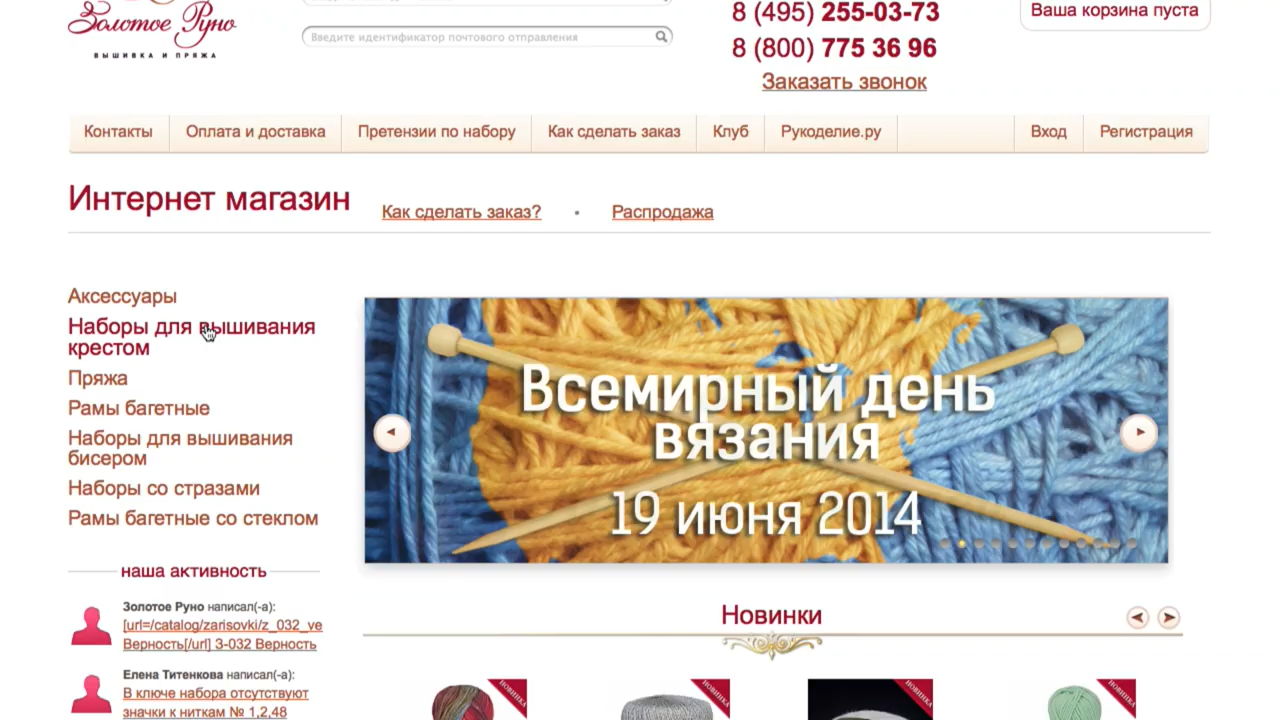 Золотое Руно
ВЫШИВКА И ПРЯЖА
Введите идентификатор почтового отправления
8 (495) 255-03-73
8 (800) 775 36 96
Заказать звонок
Ваша корзина пуста
Контакты
Оплата и доставка
Претензии по набору
Как сделать заказ
Клуб
Рукоделие.ру
Вход
Регистрация
Интернет магазин
Как сделать заказ?
•
Распродажа
Аксессуары
Наборы для вышивания
крестом
Пряжа
Рамы багетные
Наборы для вышивания
бисером
Наборы со стразами
Рамы багетные со стеклом
наша активность
Золотое Руно написал(-а):
[url=/catalog/zarisovki/z_032_ve
Верность[/url] З-032 Верность
Елена Титенкова написал(-а):
В ключе набора отсутствуют
значки к ниткам № 1,2,48
Всемирный день
вязания
19 июня 2014
Новинки
НОВИНКА
НОВИНКА
НОВИНКА
НОВИНКА